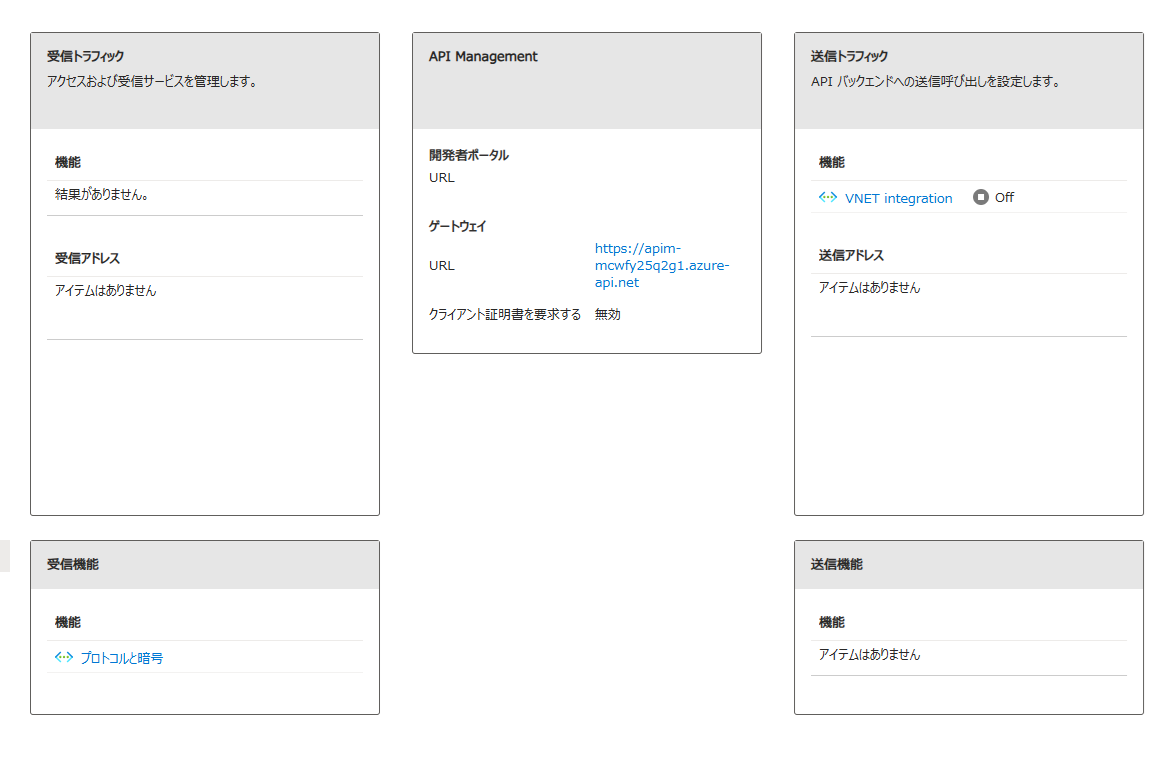 受信トラフィック
アクセスおよび受信サービスを管理します。
機能
結果がありません。
受信アドレス
アイテムはありません
API Management
開発者ポータル
URL
ゲートウェイ
URL
https://apim-
mcwfy25q2g1.azure-
api.net
クライアント証明書を要求する 無効
送信トラフィック
API バックエンドへの送信呼び出しを設定します。
機能
VNET integration Off
送信アドレス
アイテムはありません
受信機能
機能
プロトコルと暗号
送信機能
機能
アイテムはありません